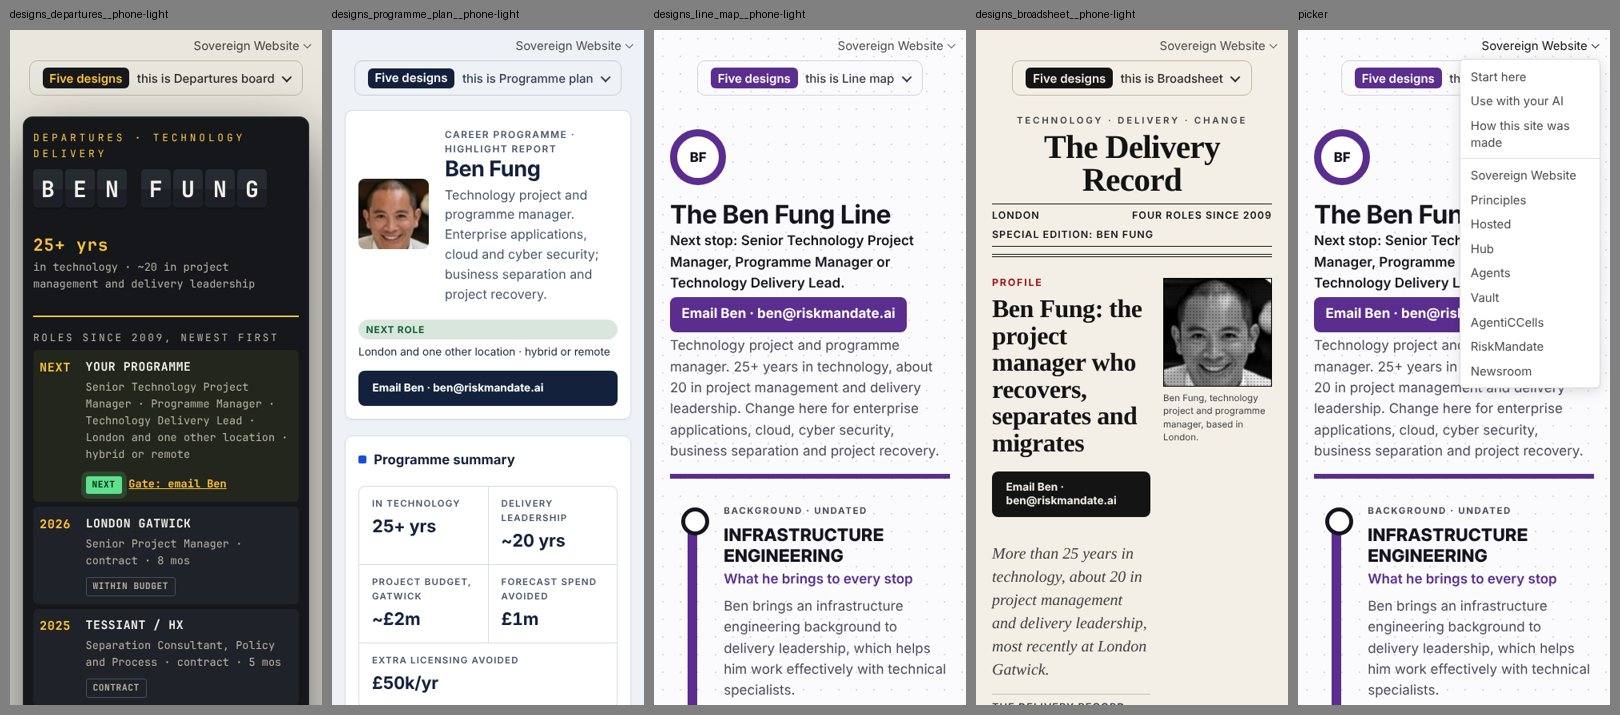 designs_departures__phone-light
Sovereign Website
Five designs this is Departures board
DEPARTURES · TECHNOLOGY
DELIVERY
BEN FUNG
25+ yrs
in technology · ~20 in project
management and delivery leadership
ROLES SINCE 2009, NEWEST FIRST
NEXT YOUR PROGRAMME
Senior Technology Project
Manager · Programme Manager ·
Technology Delivery Lead ·
London and one other location ·
hybrid or remote
NEXT Gate: email Ben
2026 LONDON GATWICK
Senior Project Manager ·
contract · 8 mos
WITHIN BUDGET
2025 TESSIANT / HX
Separation Consultant, Policy
and Process · contract · 5 mos
CONTRACT
designs_programme_plan__phone-light
Sovereign Website
Five designs this is Programme plan
CAREER PROGRAMME ·
HIGHLIGHT REPORT
Ben Fung
Technology project and
programme manager.
Enterprise applications,
cloud and cyber security;
business separation and
project recovery.
NEXT ROLE
London and one other location · hybrid or remote
Email Ben · ben@riskmandate.ai
Programme summary
IN TECHNOLOGY
25+ yrs
DELIVERY
LEADERSHIP
~20 yrs
PROJECT BUDGET,
GATWICK
~£2m
FORECAST SPEND
AVOIDED
£1m
EXTRA LICENSING AVOIDED
£50k/yr
designs_line_map__phone-light
Sovereign Website
Five designs this is Line map
BF
The Ben Fung Line
Next stop: Senior Technology Project
Manager, Programme Manager or
Technology Delivery Lead.
Email Ben · ben@riskmandate.ai
Technology project and programme
manager. 25+ years in technology, about
20 in project management and delivery
leadership. Change here for enterprise
applications, cloud, cyber security,
business separation and project recovery.
BACKGROUND · UNDATED
INFRASTRUCTURE
ENGINEERING
What he brings to every stop
Ben brings an infrastructure
engineering background to
delivery leadership, which helps
him work effectively with technical
specialists.
designs_broadsheet__phone-light
Sovereign Website
Five designs this is Broadsheet
TECHNOLOGY · DELIVERY · CHANGE
The Delivery
Record
LONDON FOUR ROLES SINCE 2009
SPECIAL EDITION: BEN FUNG
PROFILE
Ben Fung: the
project
manager who
recovers,
separates and
migrates
Ben Fung, technology
project and programme
manager, based in
London.
Email Ben ·
ben@riskmandate.ai
More than 25 years in
technology, about 20 in
project management
and delivery leadership,
most recently at London
Gatwick.
THE DELIVERY RECORD
picker
Sovereign Website
Five designs th
Start here
Use with your AI
How this site was
made
Sovereign Website
Principles
Hosted
Hub
Agents
Vault
AgentiCCells
RiskMandate
Newsroom
BF
The Ben Fun
Next stop: Senior
Manager, Programme
Technology Delivery L
Email Ben · ben@risk
Technology project and
manager. 25+ years in
20 in project management and delivery
leadership. Change here for enterprise
applications, cloud, cyber security,
business separation and project recovery.
BACKGROUND · UNDATED
INFRASTRUCTURE
ENGINEERING
What he brings to every stop
Ben brings an infrastructure
engineering background to
delivery leadership, which helps
him work effectively with technical
specialists.